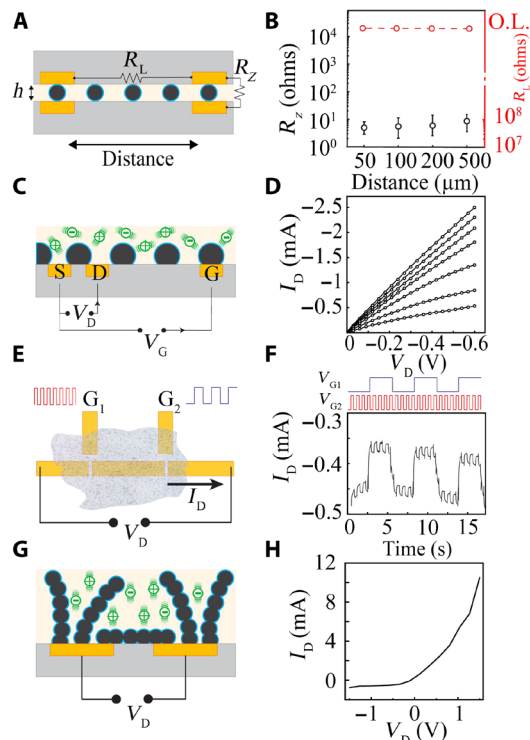 A
R_L
R_Z
h
Distance
B
R_z (ohms)
10^4
10^3
10^2
10^1
10^0
O.L.
R_L (ohms)
10^8
10^7
50 100 200 500
Distance (µm)
C
S D G
V_D
V_G
D
I_D (mA)
-2.5
-2
-1.5
-1
-0.5
0 -0.2 -0.4 -0.6
V_D (V)
E
G_1 G_2
I_D
V_D
F
V_G1
V_G2
I_D (mA)
-0.3
-0.4
-0.5
0 5 10 15
Time (s)
G
V_D
H
I_D (mA)
12
8
4
0
-1 0 1
V_D (V)